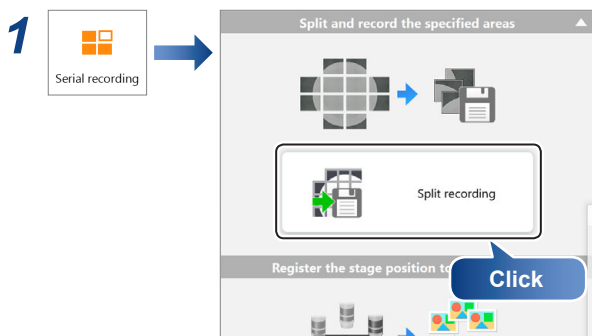 1
Serial recording
Split and record the specified areas
Split recording
Register the stage position to
Click